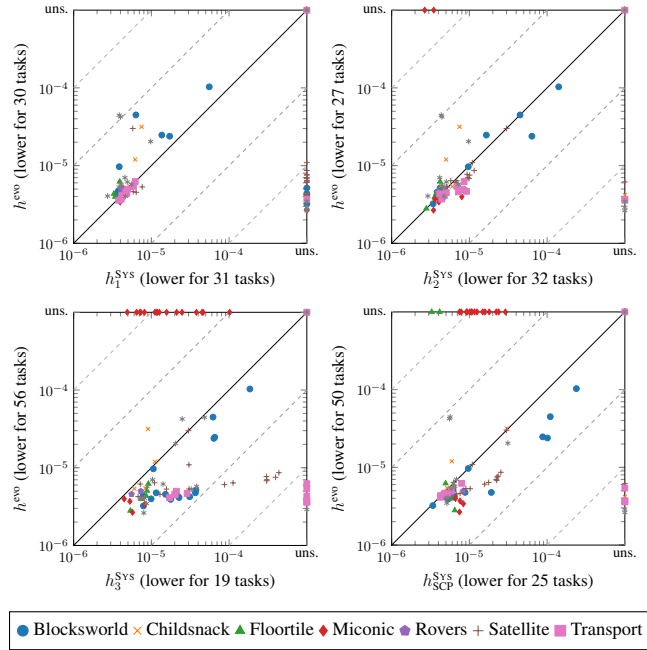 uns.
10⁻⁴
10⁻⁵
10⁻⁶
h^evo (lower for 30 tasks)
10⁻⁶ 10⁻⁵ 10⁻⁴ uns.
h₁^Sys (lower for 31 tasks)
uns.
10⁻⁴
10⁻⁵
10⁻⁶
h^evo (lower for 27 tasks)
10⁻⁶ 10⁻⁵ 10⁻⁴ uns.
h₂^Sys (lower for 32 tasks)
uns.
10⁻⁴
10⁻⁵
10⁻⁶
h^evo (lower for 56 tasks)
10⁻⁶ 10⁻⁵ 10⁻⁴ uns.
h₃^Sys (lower for 19 tasks)
uns.
10⁻⁴
10⁻⁵
10⁻⁶
h^evo (lower for 50 tasks)
10⁻⁶ 10⁻⁵ 10⁻⁴ uns.
h_SCP^Sys (lower for 25 tasks)
Blocksworld Childsnack Floortile Miconic Rovers Satellite Transport